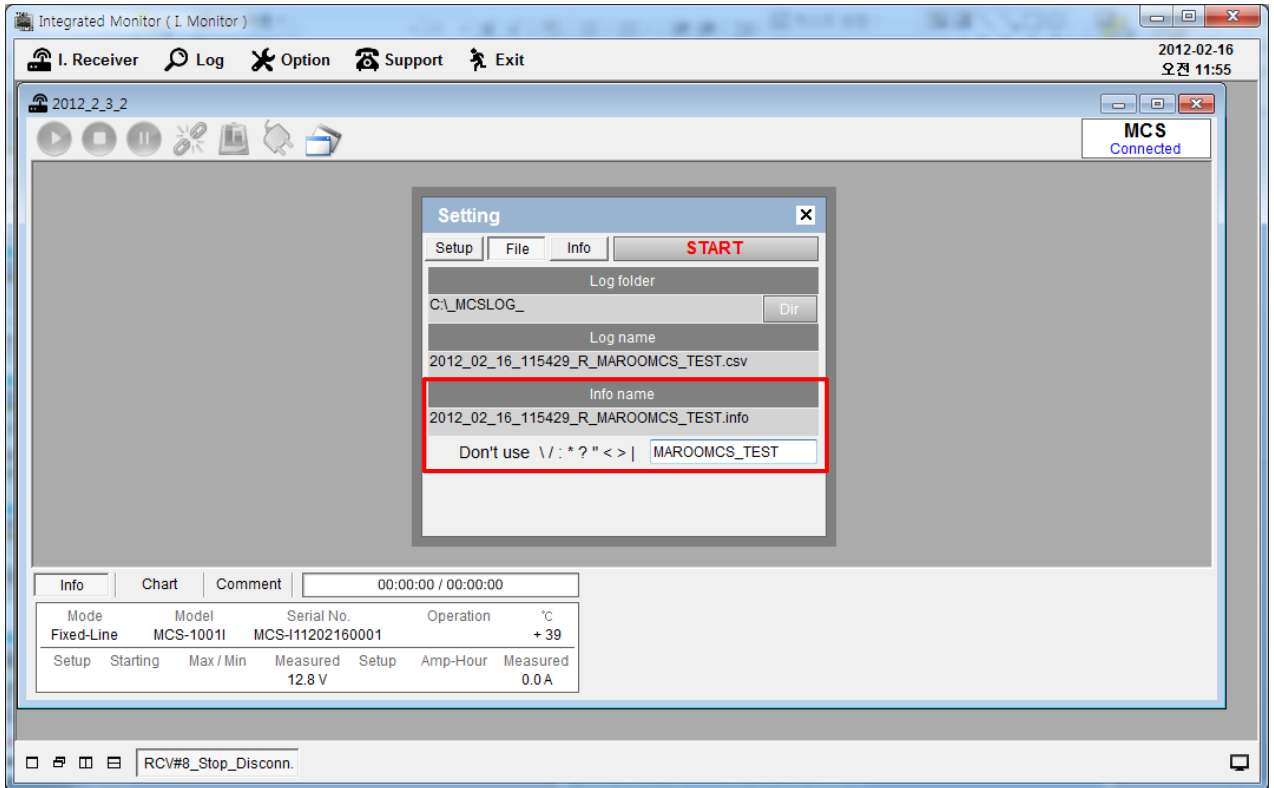 Integrated Monitor ( I. Monitor )
I. Receiver Log Option Support Exit
2012-02-16
오전 11:55
2012_2_3_2
MCS
Connected
Setting
Setup File Info START
Log folder
C:\_MCSLOG_ Dir
Log name
2012_02_16_115429_R_MAROOMCS_TEST.csv
Info name
2012_02_16_115429_R_MAROOMCS_TEST.info
Don't use \ / : * ? " < > | MAROOMCS_TEST
Info Chart Comment 00:00:00 / 00:00:00
Mode Model Serial No. Operation ℃
Fixed-Line MCS-1001I MCS-I11202160001 + 39
Setup Starting Max / Min Measured Setup Amp-Hour Measured
12.8 V 0.0 A
RCV#8_Stop_Disconn.